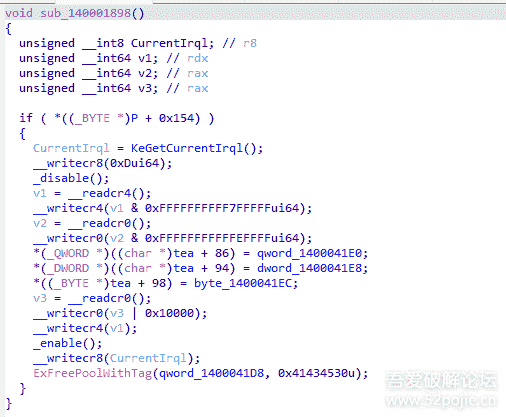 void sub_140001898()
{
  unsigned __int8 CurrentIrql; // r8
  unsigned __int64 v1; // rdx
  unsigned __int64 v2; // rax
  unsigned __int64 v3; // rax

  if ( *((_BYTE *)P + 0x154) )
  {
    CurrentIrql = KeGetCurrentIrql();
    __writecr8(0xDui64);
    _disable();
    v1 = __readcr4();
    __writecr4(v1 & 0xFFFFFFFFFF7FFFFFui64);
    v2 = __readcr0();
    __writecr0(v2 & 0xFFFFFFFFFFFEFFFFui64);
    *(_QWORD *)((char *)tea + 86) = qword_1400041E0;
    *(_DWORD *)((char *)tea + 94) = dword_1400041E8;
    *((_BYTE *)tea + 98) = byte_1400041EC;
    v3 = __readcr0();
    __writecr0(v3 | 0x10000);
    __writecr4(v1);
    _enable();
    __writecr8(CurrentIrql);
    ExFreePoolWithTag(qword_1400041D8, 0x41434530u);
  }
}
吾爱破解论坛
www.52pojie.cn